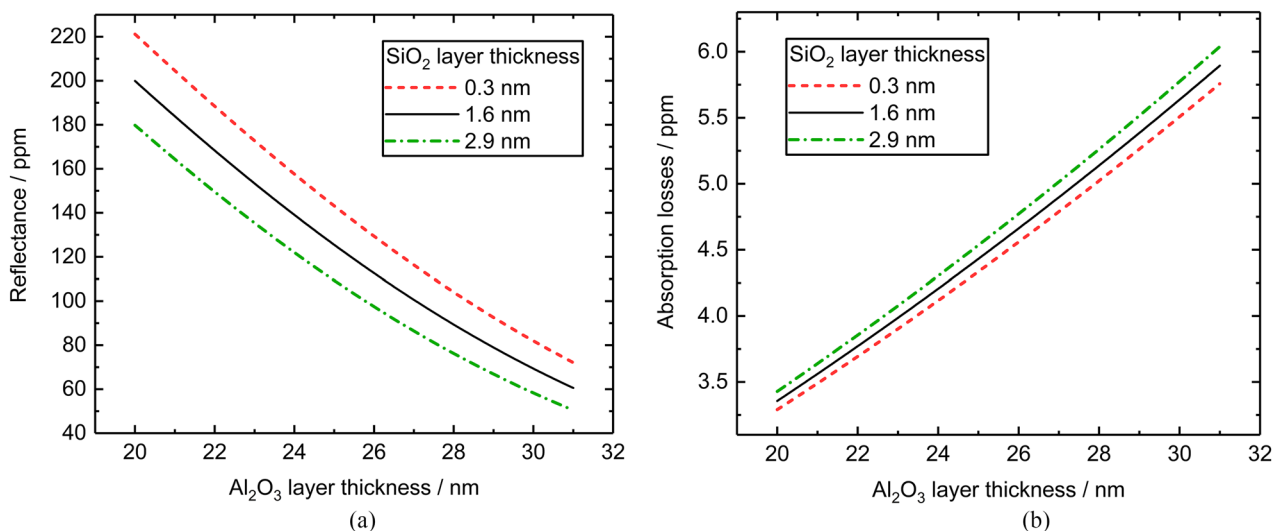 220
200
180
160
140
120
100
80
60
40
Reflectance / ppm
SiO₂ layer thickness
0.3 nm
1.6 nm
2.9 nm
20 22 24 26 28 30 32
Al₂O₃ layer thickness / nm
(a)
6.0
5.5
5.0
4.5
4.0
3.5
Absorption losses / ppm
SiO₂ layer thickness
0.3 nm
1.6 nm
2.9 nm
20 22 24 26 28 30 32
Al₂O₃ layer thickness / nm
(b)